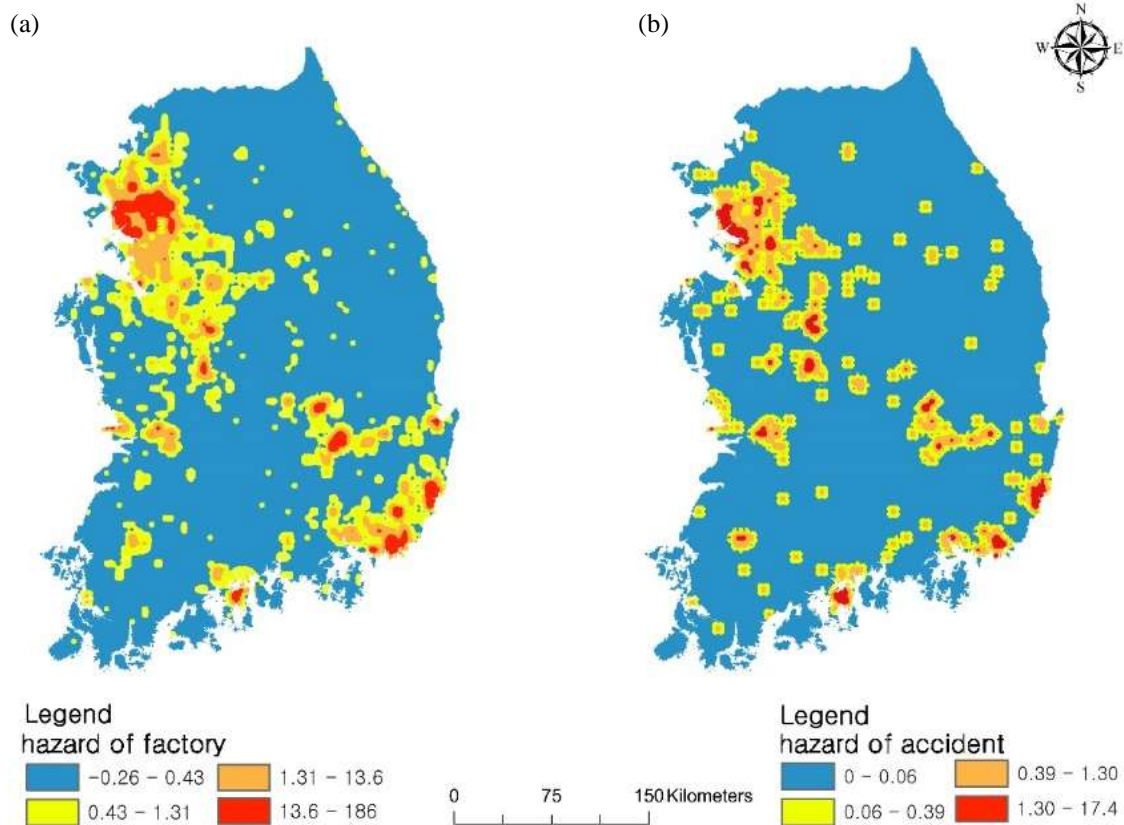 (a)
(b)
N
W E
S
Legend
hazard of factory
-0.26 - 0.43
1.31 - 13.6
0.43 - 1.31
13.6 - 186
0 75 150 Kilometers
Legend
hazard of accident
0 - 0.06
0.39 - 1.30
0.06 - 0.39
1.30 - 17.4